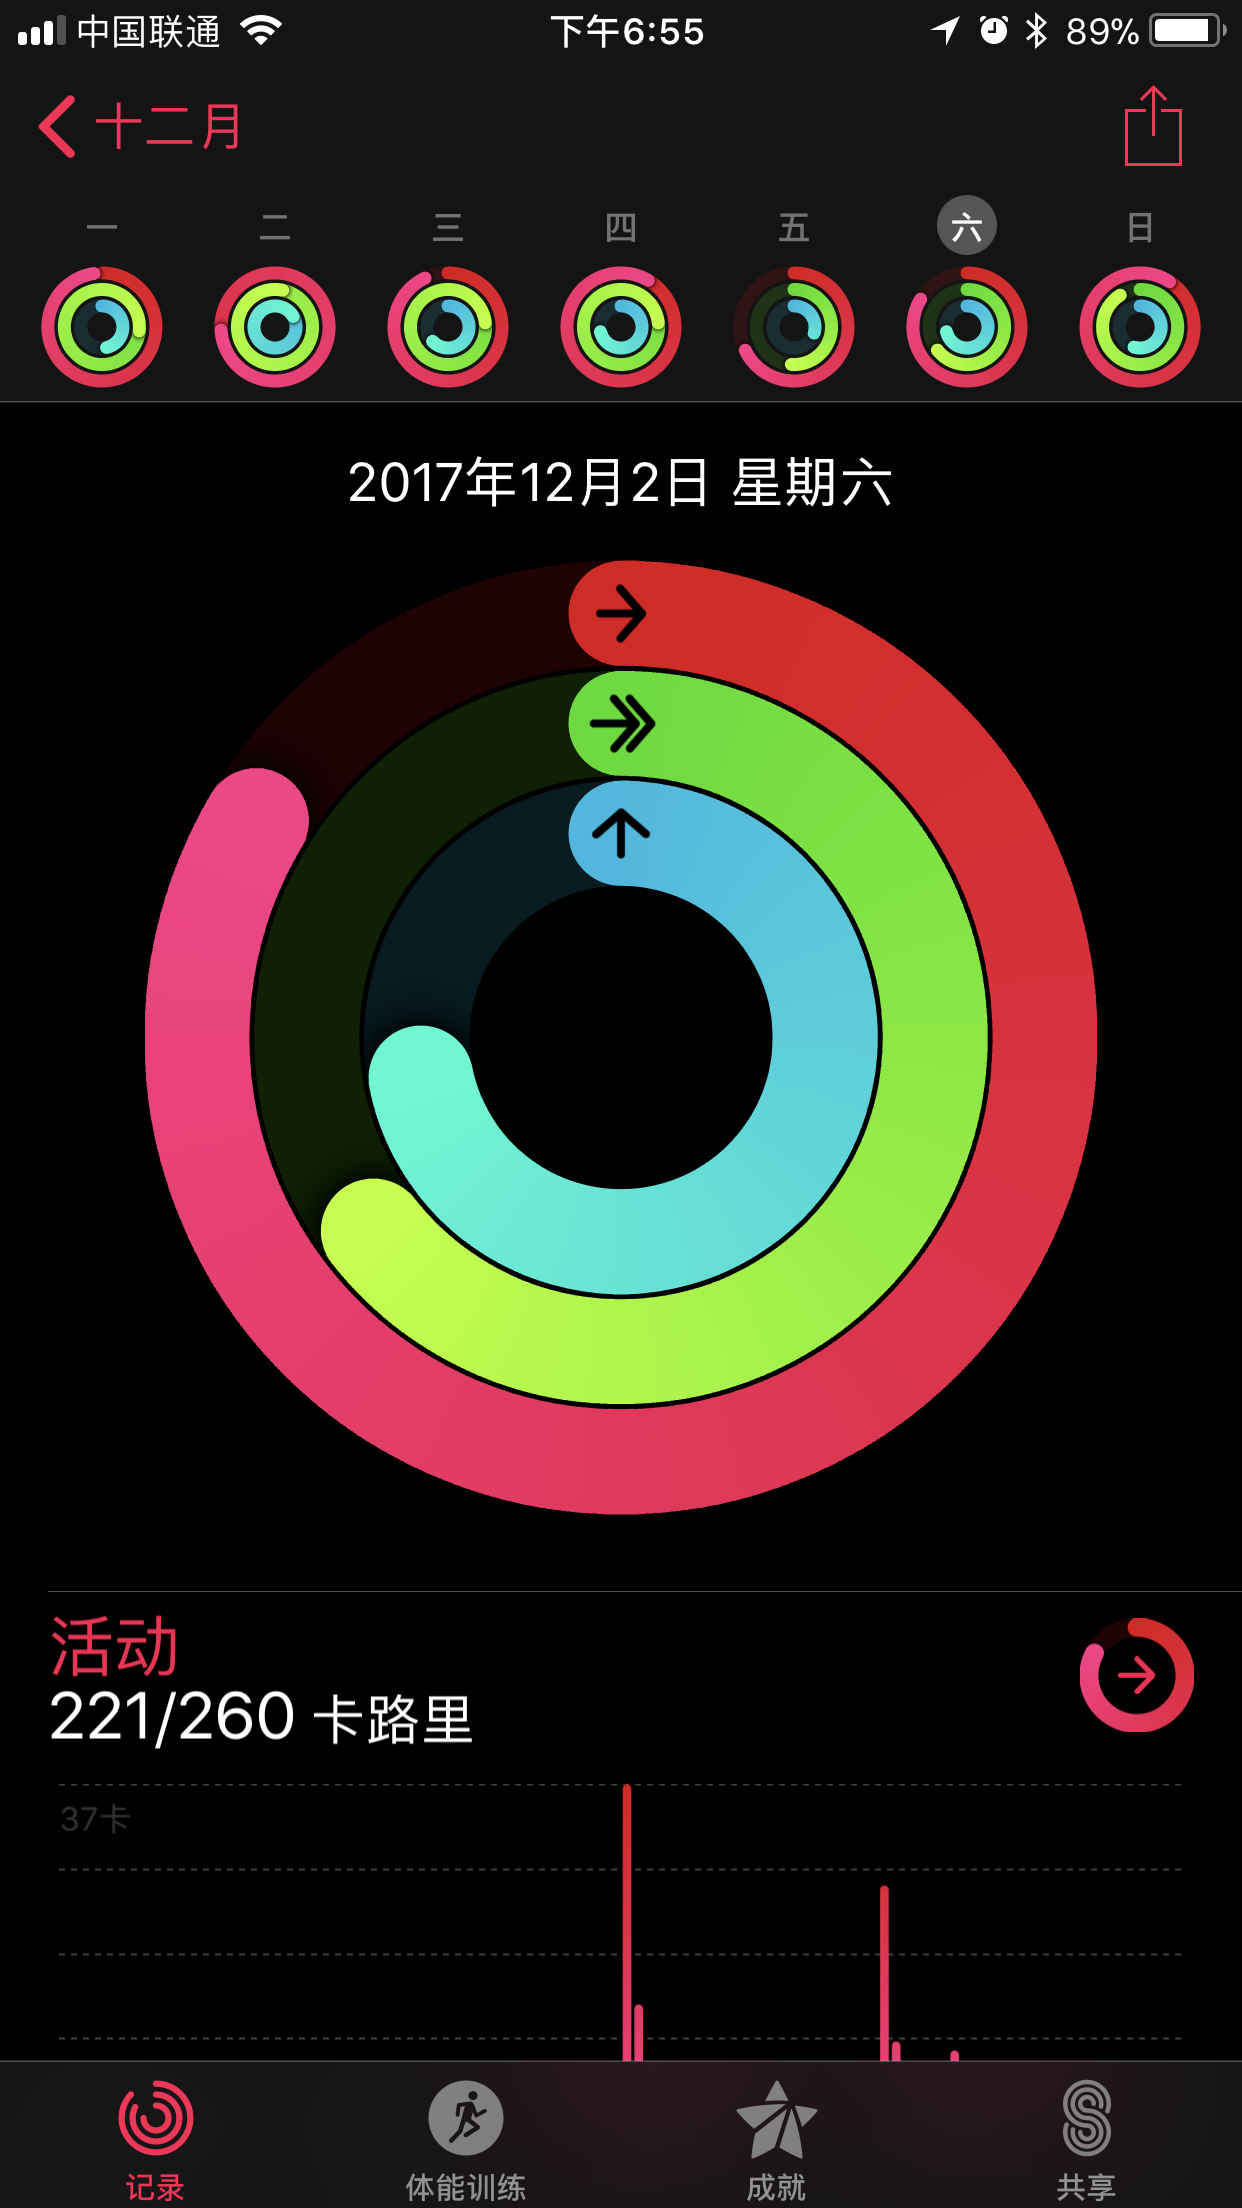 中国联通 下午6:55 89%
十二月
一 二 三 四 五 六 日
2017年12月2日 星期六
活动
221/260 卡路里
37卡
记录 体能训练 成就 共享